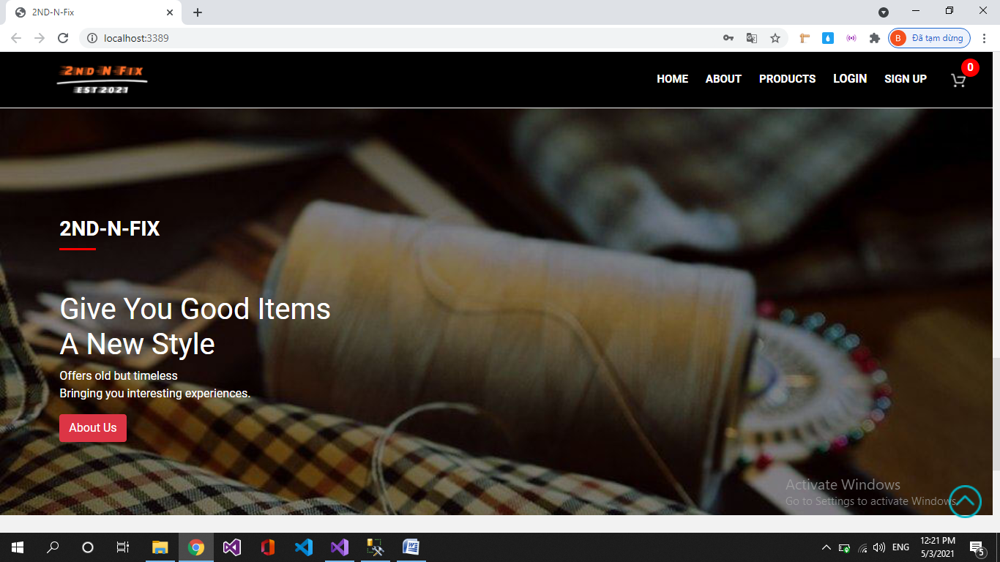 2ND-N-Fix
localhost:3389
B Đã tạm dừng
2ND N FIX
EST 2021
HOME ABOUT PRODUCTS LOGIN SIGN UP 0
2ND-N-FIX
Give You Good Items
A New Style
Offers old but timeless
Bringing you interesting experiences.
About Us
Activate Windows
Go to Settings to activate Windows.
ENG
12:21 PM
5/3/2021
5